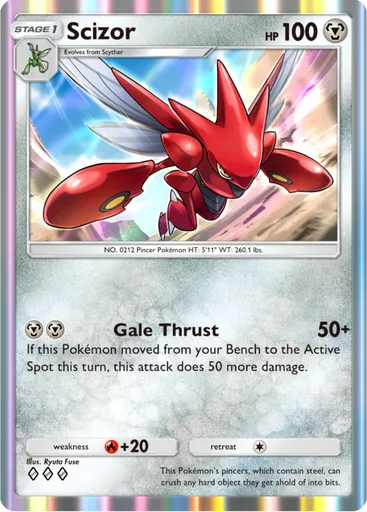 STAGE 1
Scizor
HP 100
Evolves from Scyther
NO. 0212 Pincer Pokémon HT: 5'11" WT: 260.1 lbs.
Gale Thrust 50+
If this Pokémon moved from your Bench to the Active
Spot this turn, this attack does 50 more damage.
weakness +20 retreat
Illus. Ryuta Fuse
This Pokémon's pincers, which contain steel, can
crush any hard object they get ahold of into bits.